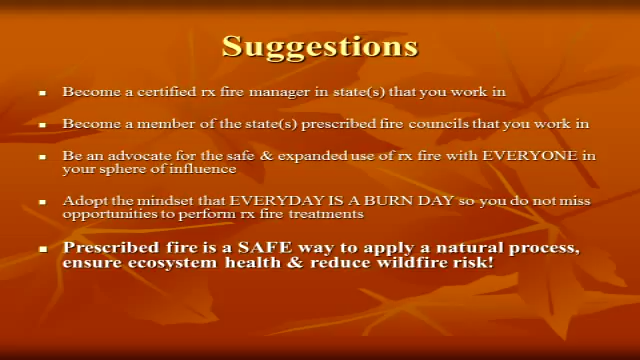 Suggestions
Become a certified rx fire manager in state(s) that you work in
Become a member of the state(s) prescribed fire councils that you work in
Be an advocate for the safe & expanded use of rx fire with EVERYONE in
your sphere of influence
Adopt the mindset that EVERYDAY IS A BURN DAY so you do not miss
opportunities to perform rx fire treatments
Prescribed fire is a SAFE way to apply a natural process,
ensure ecosystem health & reduce wildfire risk!